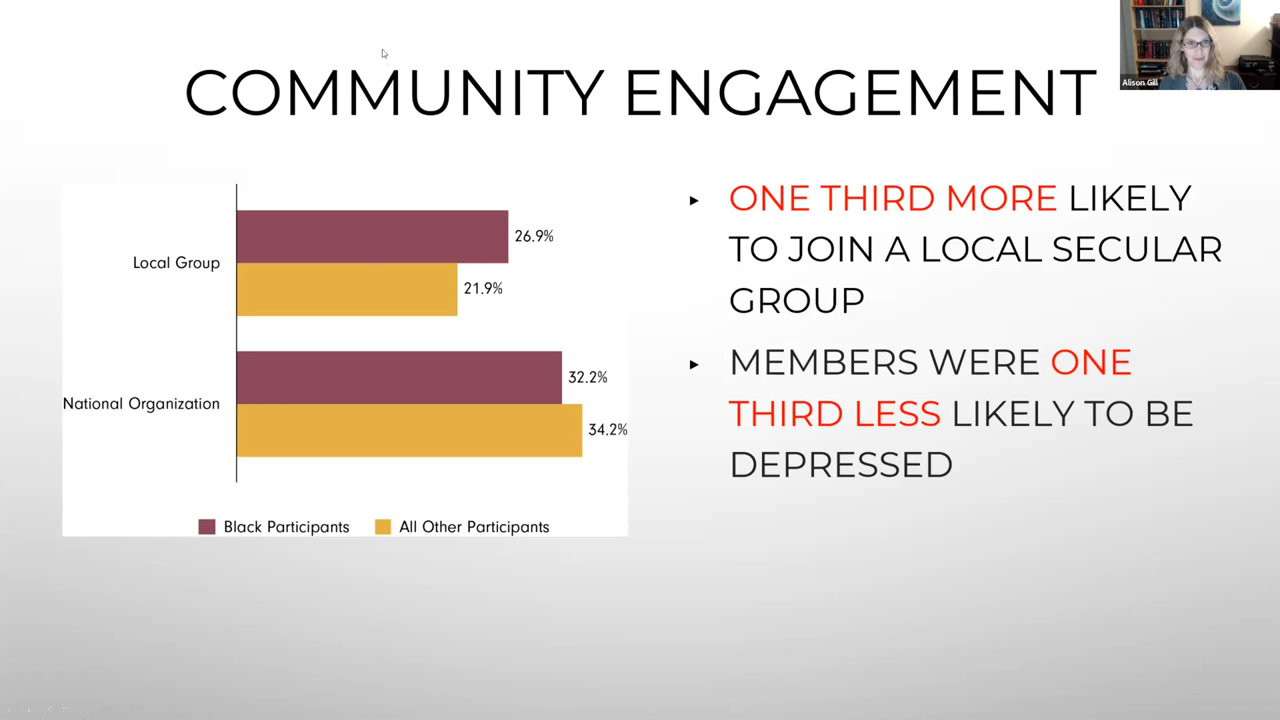 Alison Gill
COMMUNITY ENGAGEMENT
Local Group
26.9%
21.9%
National Organization
32.2%
34.2%
Black Participants
All Other Participants
ONE THIRD MORE LIKELY
TO JOIN A LOCAL SECULAR
GROUP
MEMBERS WERE ONE
THIRD LESS LIKELY TO BE
DEPRESSED